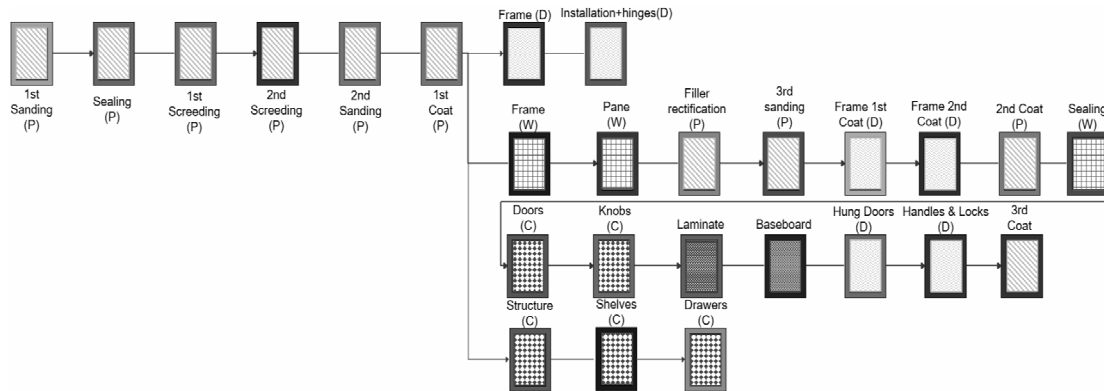 Frame (D)
Installation+hinges(D)
1st
Sanding
(P)
Sealing
(P)
1st
Screeding
(P)
2nd
Screeding
(P)
2nd
Sanding
(P)
1st
Coat
(P)
Frame
(W)
Pane
(W)
Filler
rectification
(P)
3rd
sanding
(P)
Frame 1st
Coat (D)
Frame 2nd
Coat (D)
2nd Coat
(P)
Sealing
(W)
Doors
(C)
Knobs
(C)
Laminate
Baseboard
Hung Doors
(D)
Handles & Locks
(D)
3rd
Coat
Structure
(C)
Shelves
(C)
Drawers
(C)